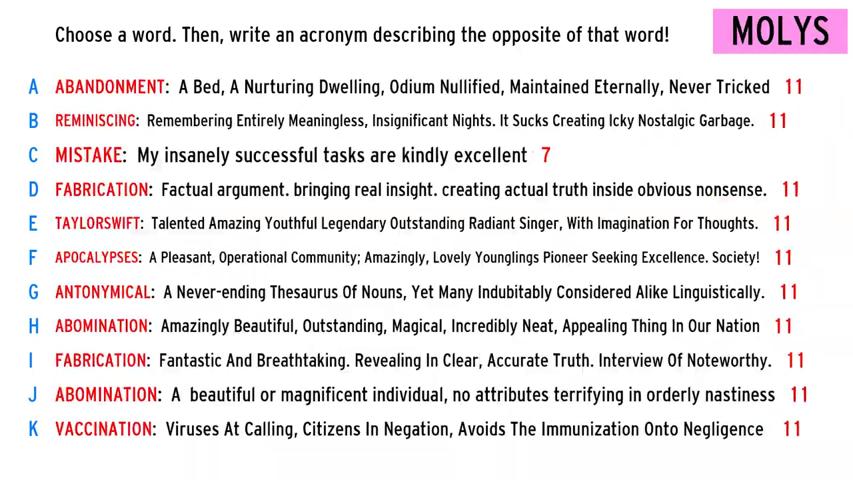 Choose a word. Then, write an acronym describing the opposite of that word!
MOLYS
A ABANDONMENT: A Bed, A Nurturing Dwelling, Odium Nullified, Maintained Eternally, Never Tricked 11
B REMINISCING: Remembering Entirely Meaningless, Insignificant Nights. It Sucks Creating Icky Nostalgic Garbage. 11
C MISTAKE: My insanely successful tasks are kindly excellent 7
D FABRICATION: Factual argument. bringing real insight. creating actual truth inside obvious nonsense. 11
E TAYLORSWIFT: Talented Amazing Youthful Legendary Outstanding Radiant Singer, With Imagination For Thoughts. 11
F APOCALYPSES: A Pleasant, Operational Community; Amazingly, Lovely Younglings Pioneer Seeking Excellence. Society! 11
G ANTONYMICAL: A Never-ending Thesaurus Of Nouns, Yet Many Indubitably Considered Alike Linguistically. 11
H ABOMINATION: Amazingly Beautiful, Outstanding, Magical, Incredibly Neat, Appealing Thing In Our Nation 11
I FABRICATION: Fantastic And Breathtaking. Revealing In Clear, Accurate Truth. Interview Of Noteworthy. 11
J ABOMINATION: A beautiful or magnificent individual, no attributes terrifying in orderly nastiness 11
K VACCINATION: Viruses At Calling, Citizens In Negation, Avoids The Immunization Onto Negligence 11